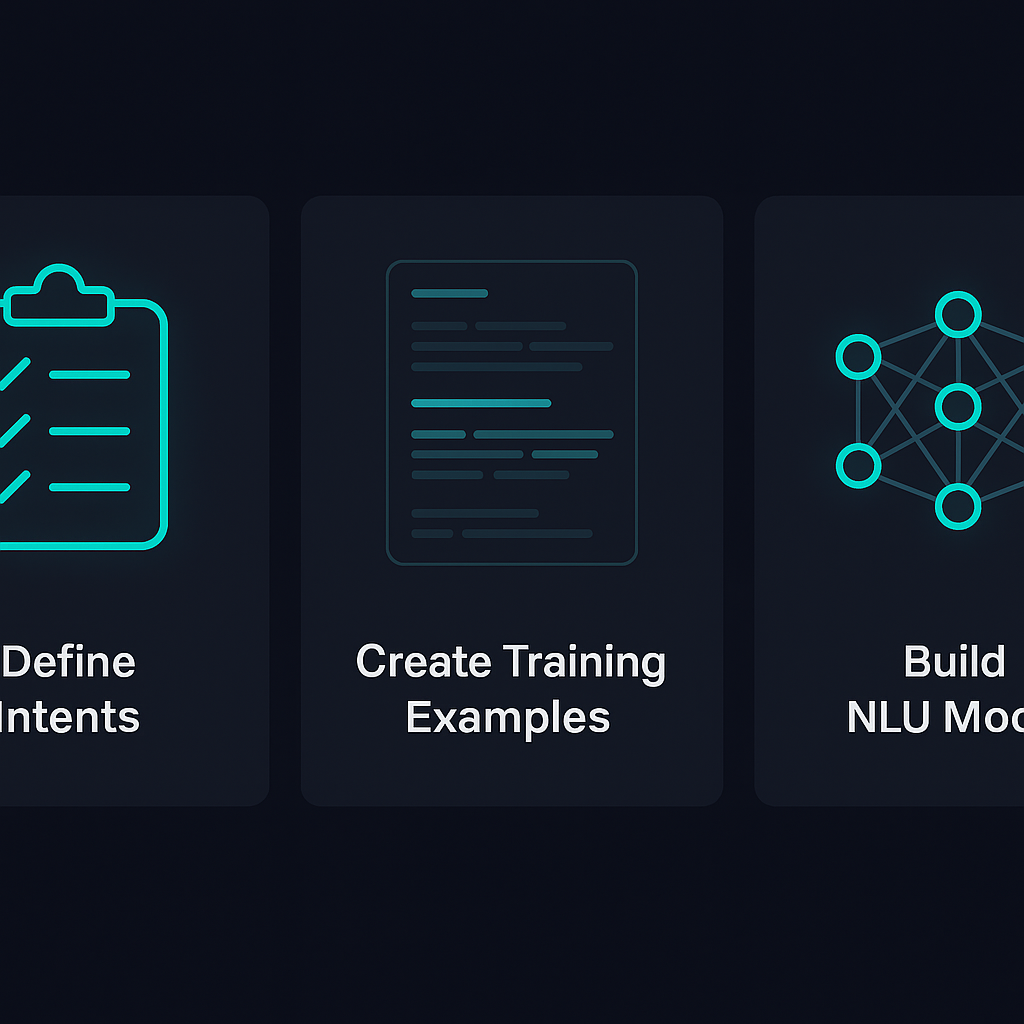 Define
Intents
Create Training
Examples
Build
NLU Mod